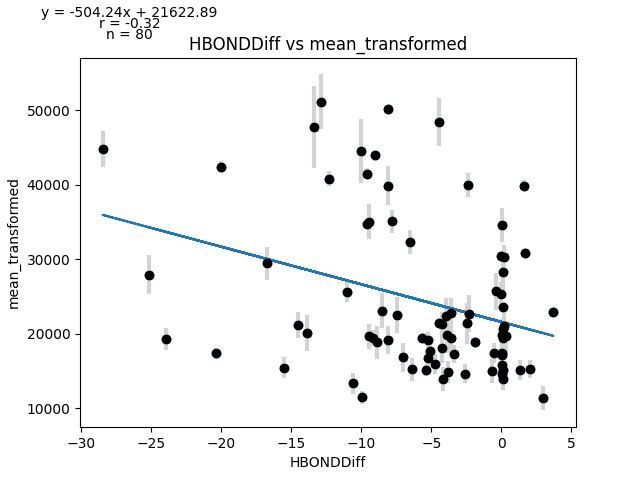 y = -504.24x + 21622.89
r = -0.32
n = 80
HBONDDiff vs mean_transformed
50000
40000
30000
20000
10000
mean_transformed
−30
−25
−20
−15
−10
−5
0
5
HBONDDiff